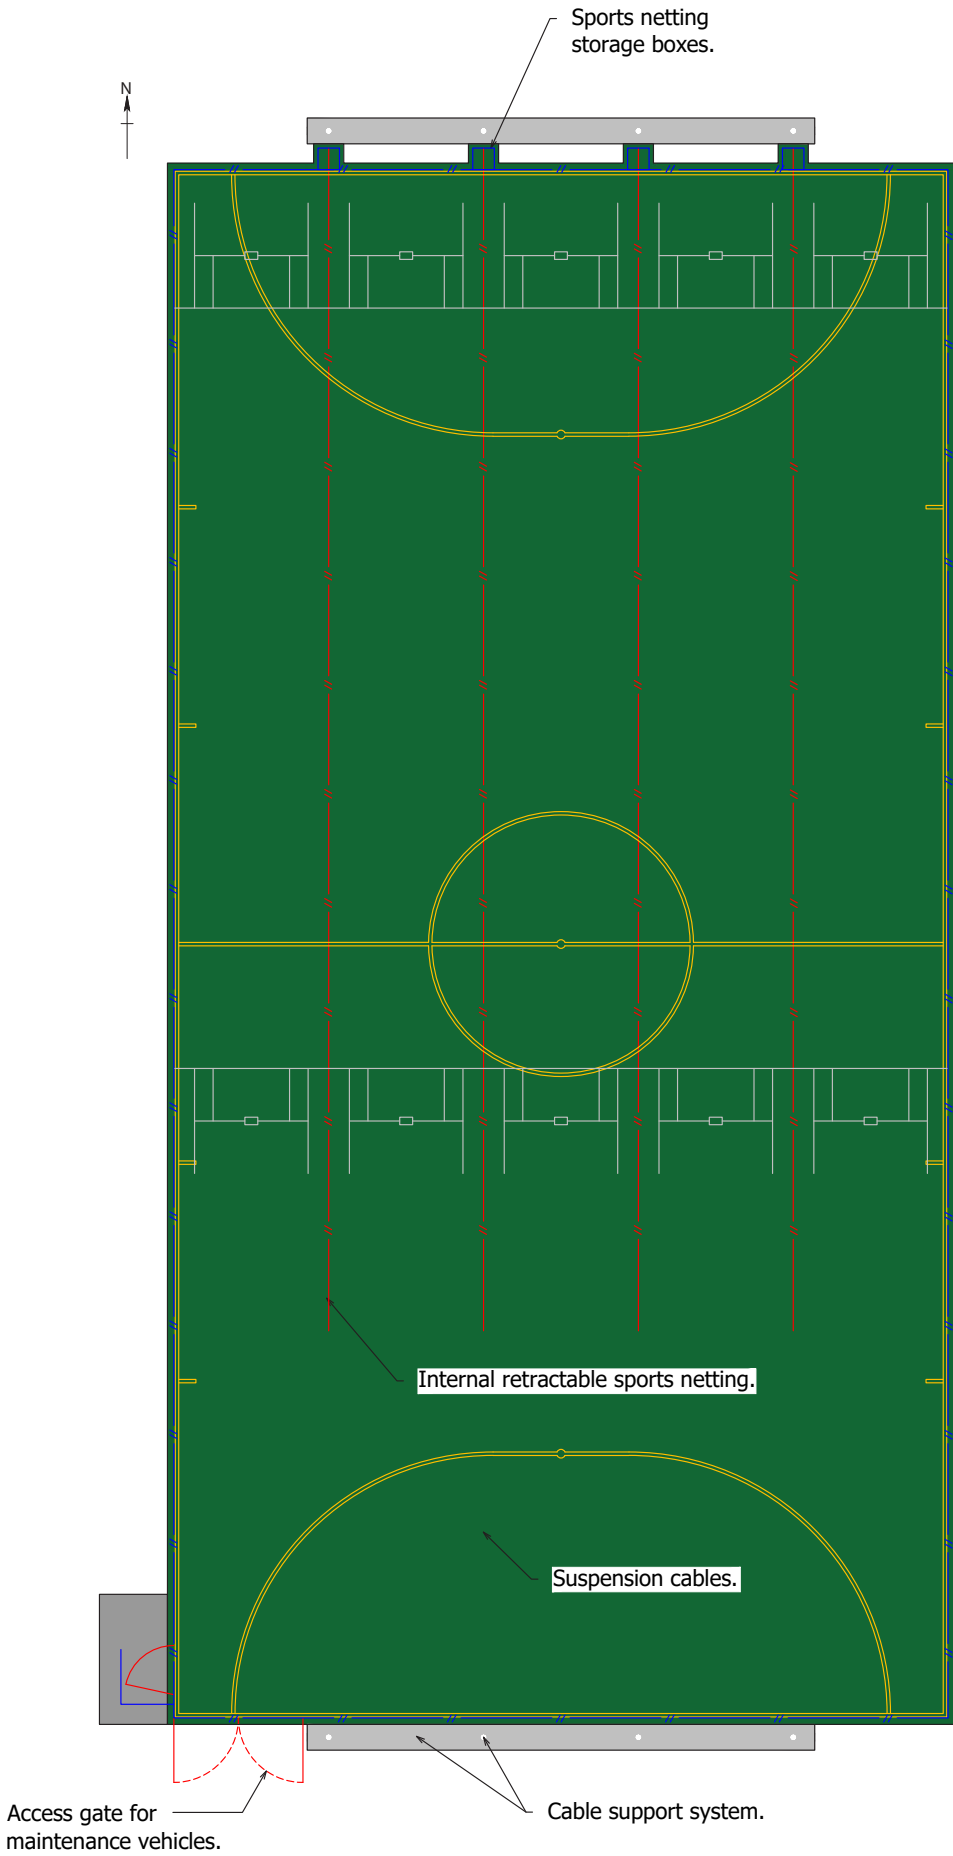 Sports netting
storage boxes.
N
Internal retractable sports netting.
Suspension cables.
Access gate for
maintenance vehicles.
Cable support system.